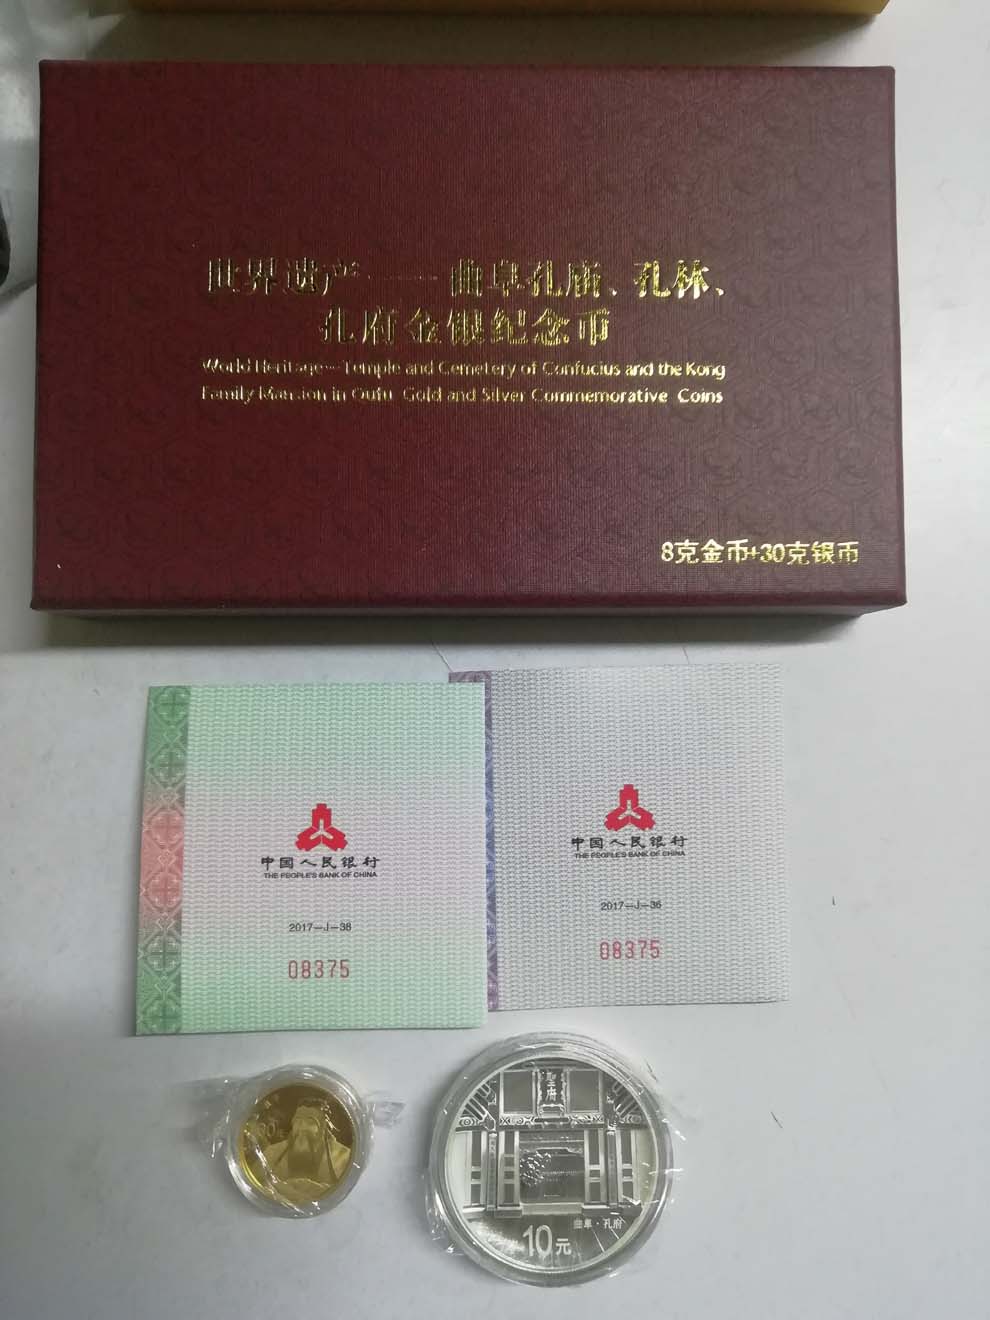 世界遗产——曲阜孔庙、孔林、
孔府金银纪念币
World Heritage—Temple and Cemetery of Confucius and the Kong
Family Mansion in Qufu Gold and Silver Commemorative Coins
8克金币+30克银币
中国人民银行
THE PEOPLE'S BANK OF CHINA
2017—J—38
08375
中国人民银行
THE PEOPLE'S BANK OF CHINA
2017—J—36
08375
聖府
曲阜·孔府
10元